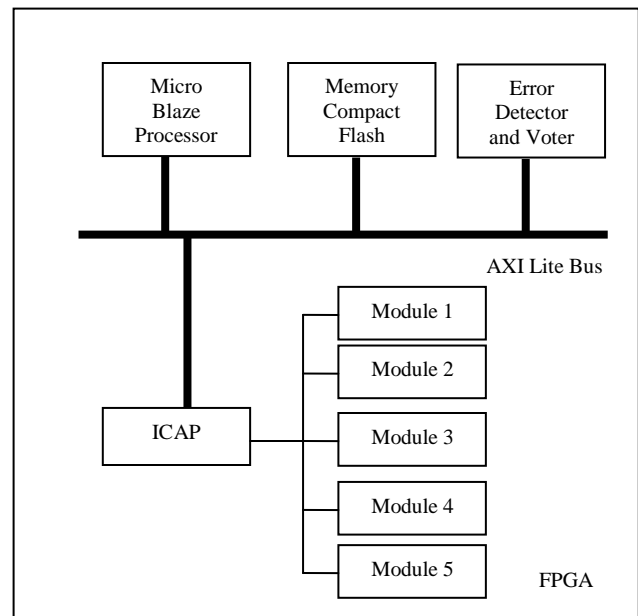 Micro
Blaze
Processor
Memory
Compact
Flash
Error
Detector
and Voter
AXI Lite Bus
Module 1
Module 2
ICAP
Module 3
Module 4
Module 5
FPGA